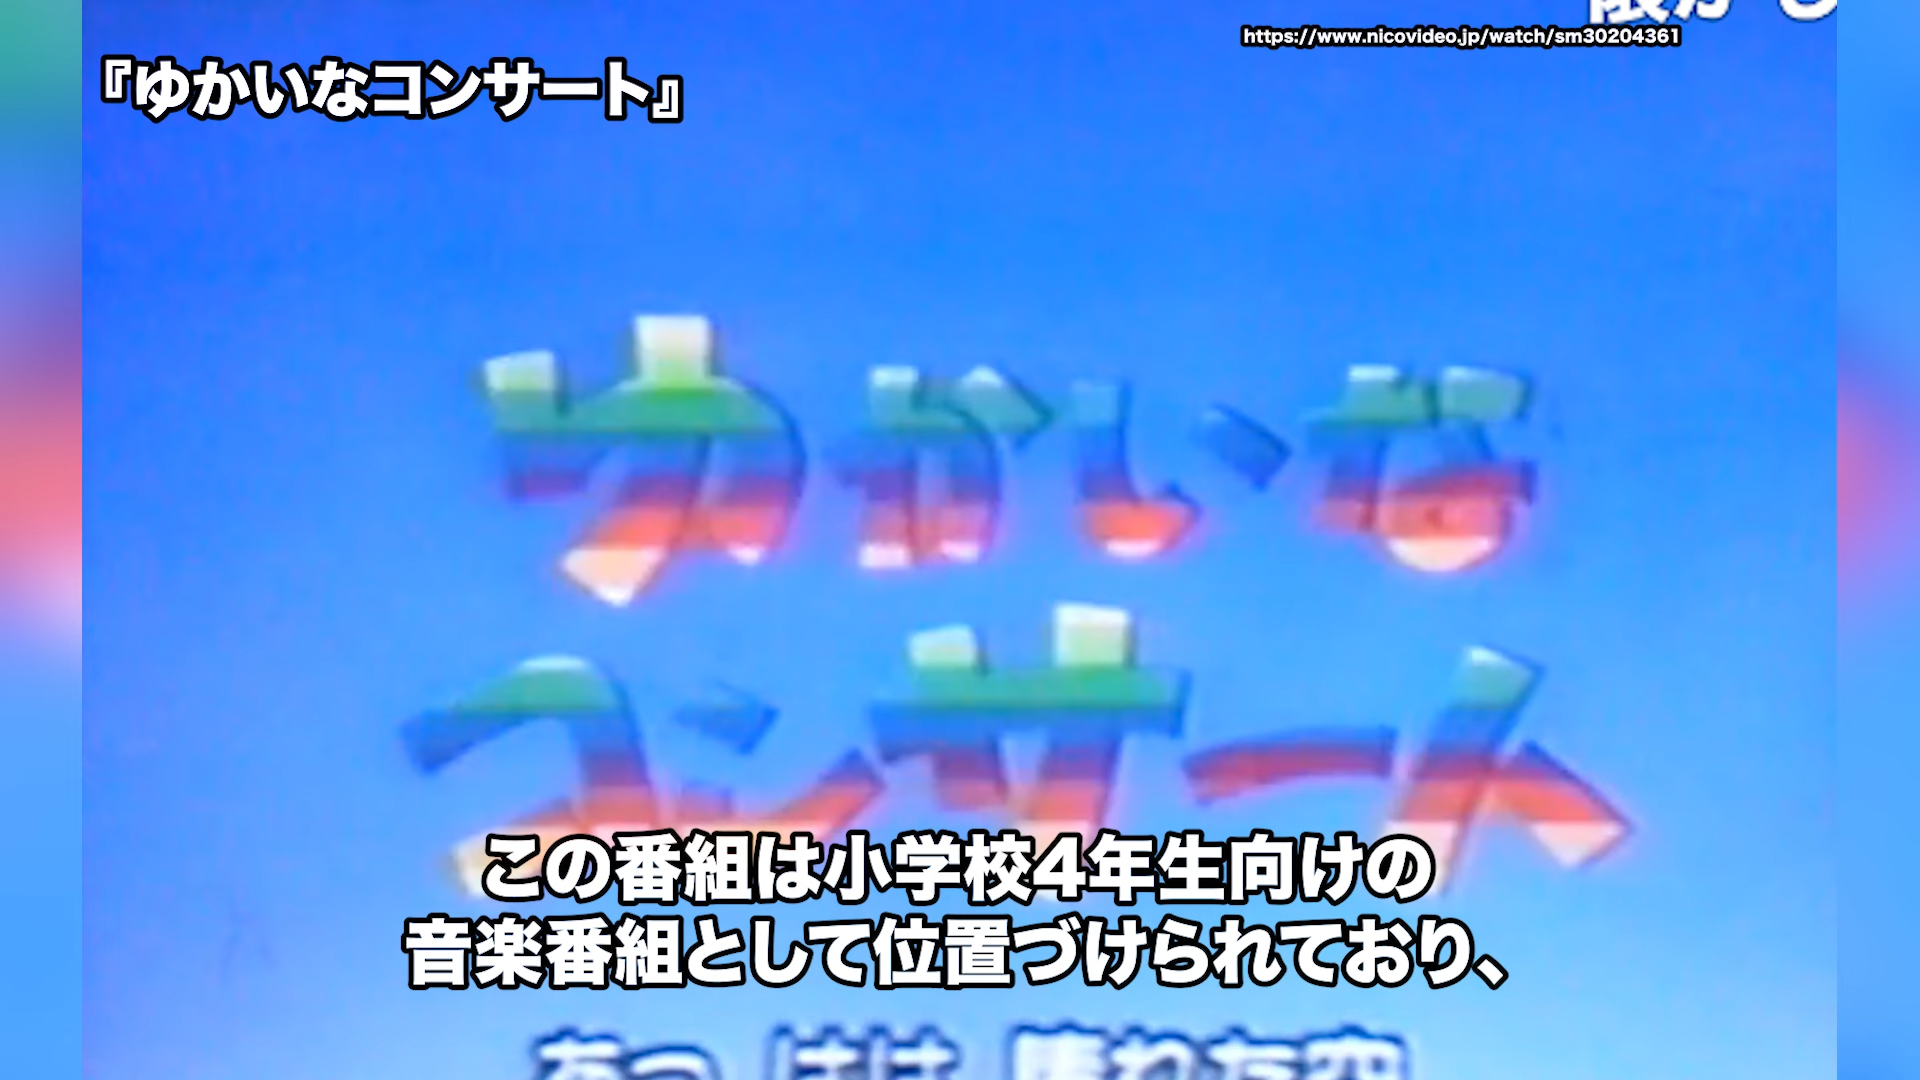 https://www.nicovideo.jp/watch/sm30204361
『ゆかいなコンサート』
ゆかいな
コンサート
この番組は小学校4年生向けの
音楽番組として位置づけられており、